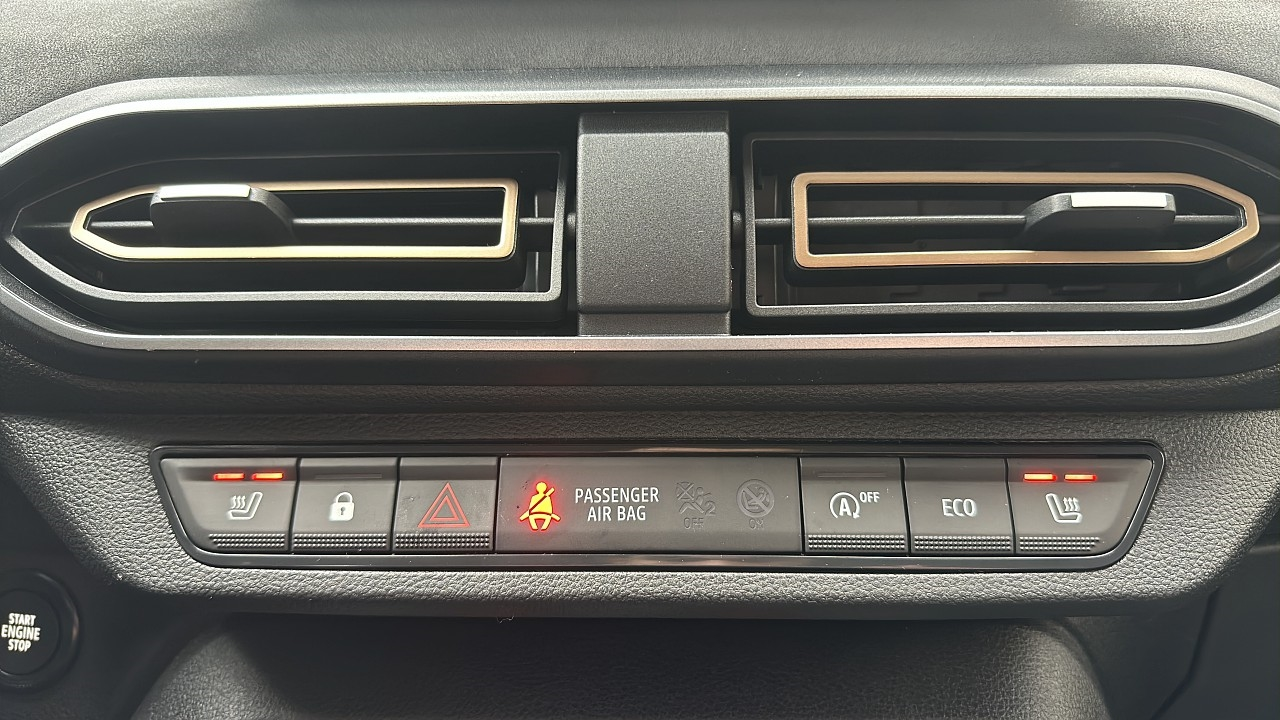 PASSENGER
AIR BAG
OFF
ON
A OFF
ECO
START
ENGINE
STOP